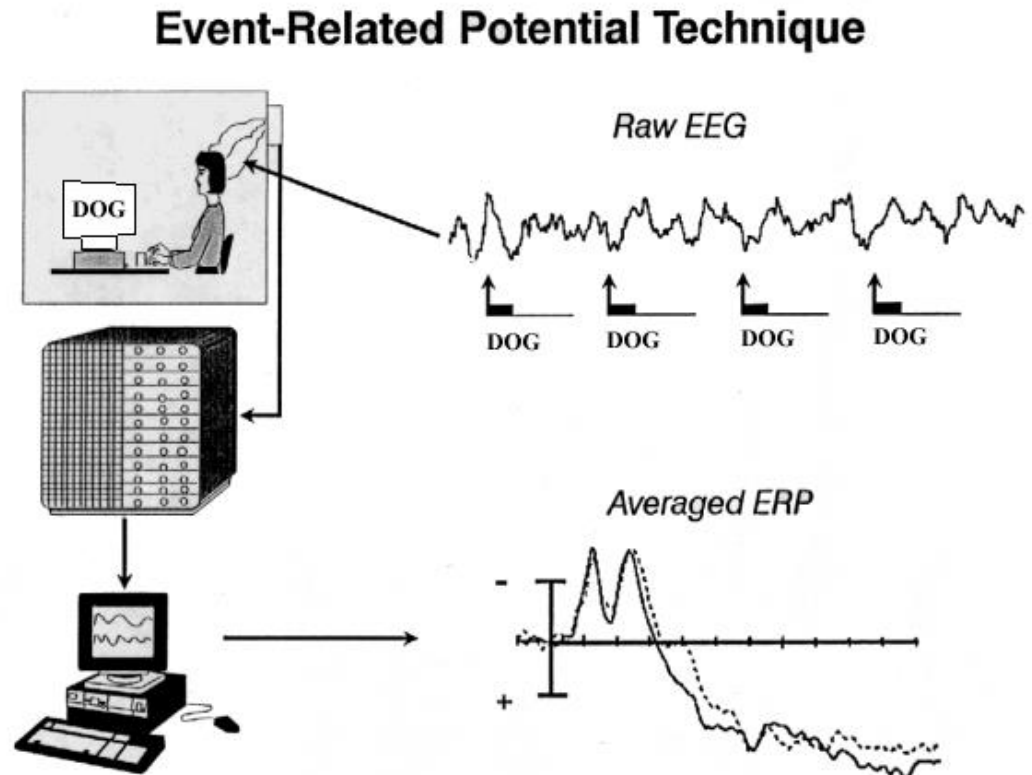 Event-Related Potential Technique
Raw EEG
DOG
DOG
DOG
DOG
DOG
Averaged ERP
-
+